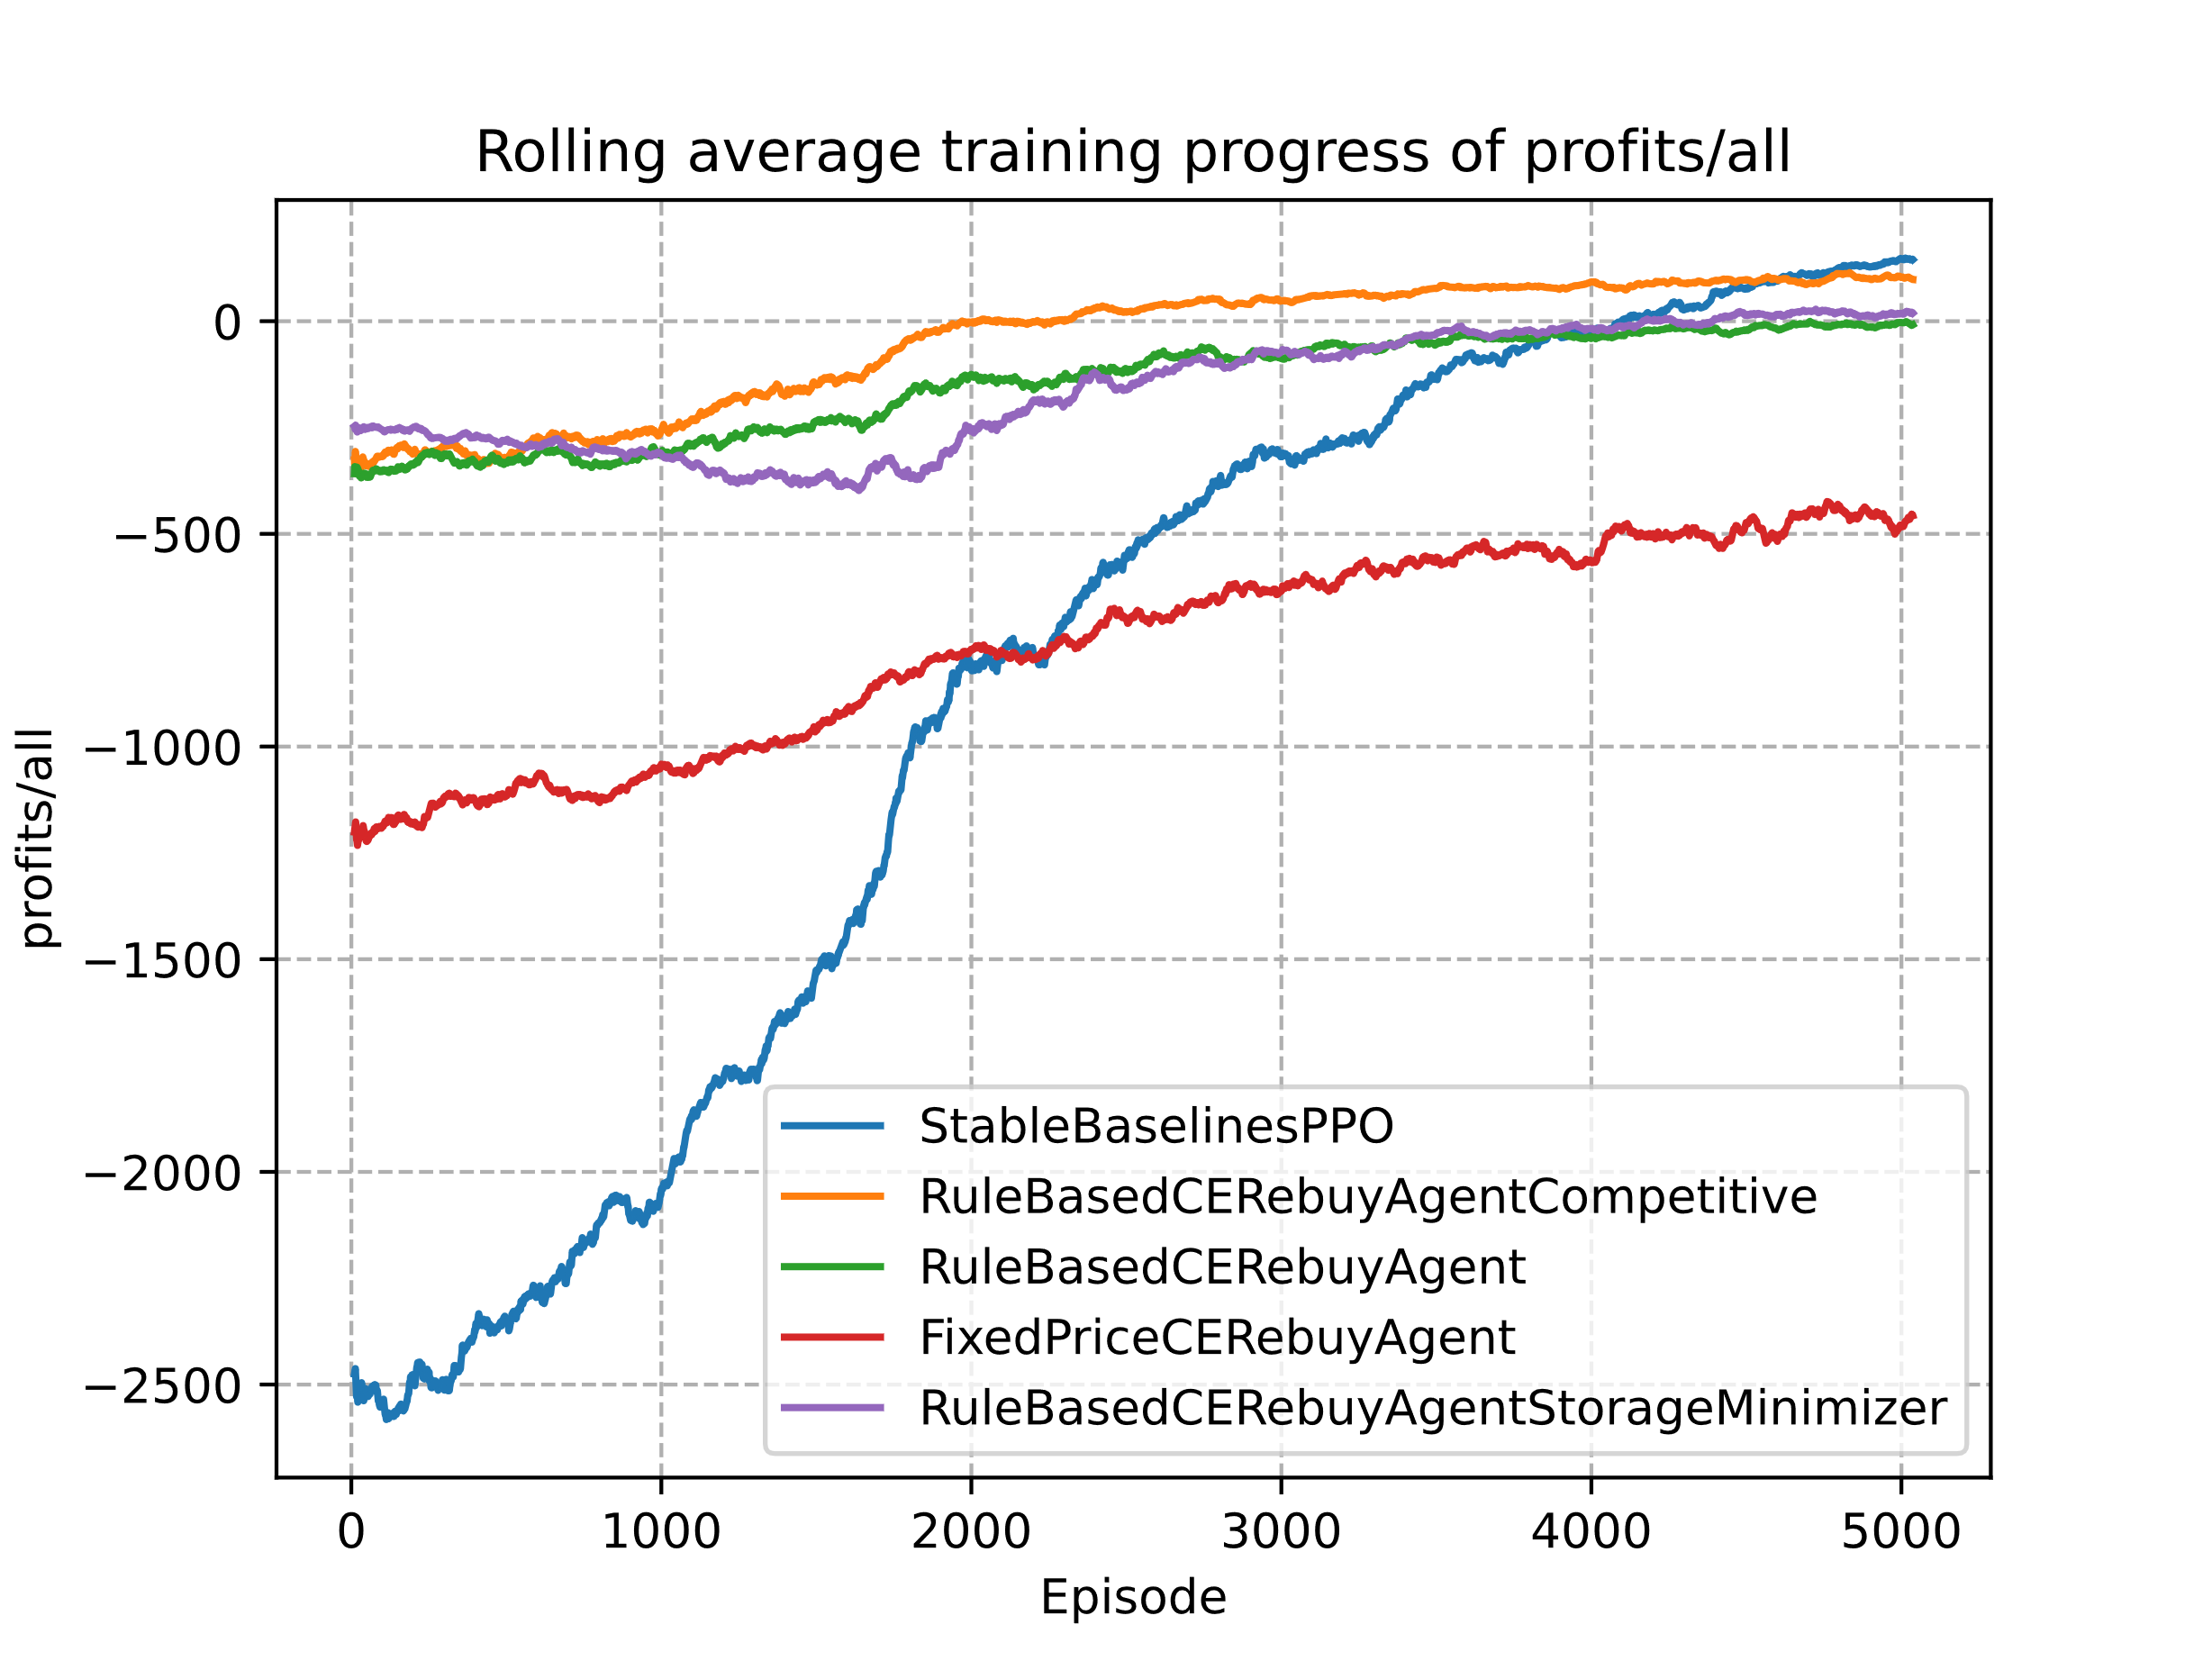 Rolling average training progress of profits/all
profits/all
0
−500
−1000
−1500
−2000
−2500
StableBaselinesPPO
RuleBasedCERebuyAgentCompetitive
RuleBasedCERebuyAgent
FixedPriceCERebuyAgent
RuleBasedCERebuyAgentStorageMinimizer
0 1000 2000 3000 4000 5000
Episode